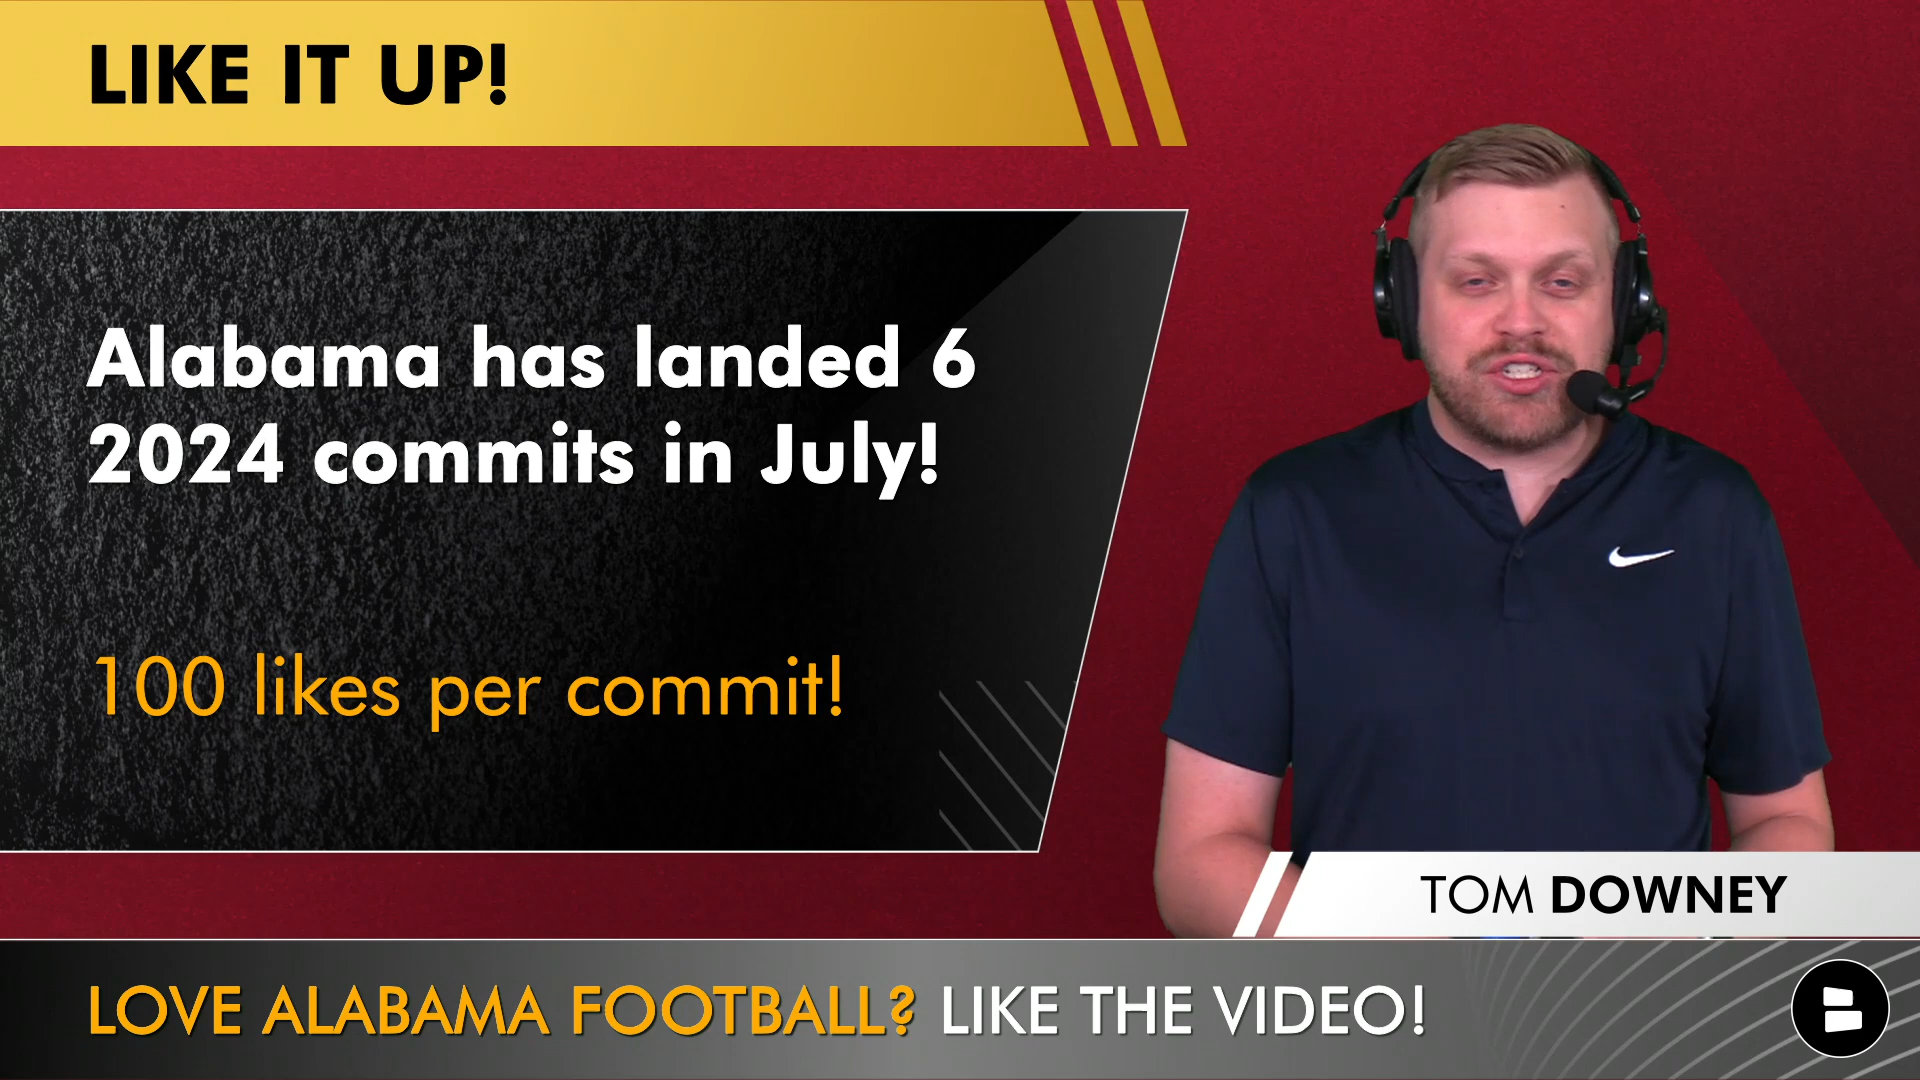 LIKE IT UP!
Alabama has landed 6
2024 commits in July!
100 likes per commit!
TOM DOWNEY
LOVE ALABAMA FOOTBALL? LIKE THE VIDEO!